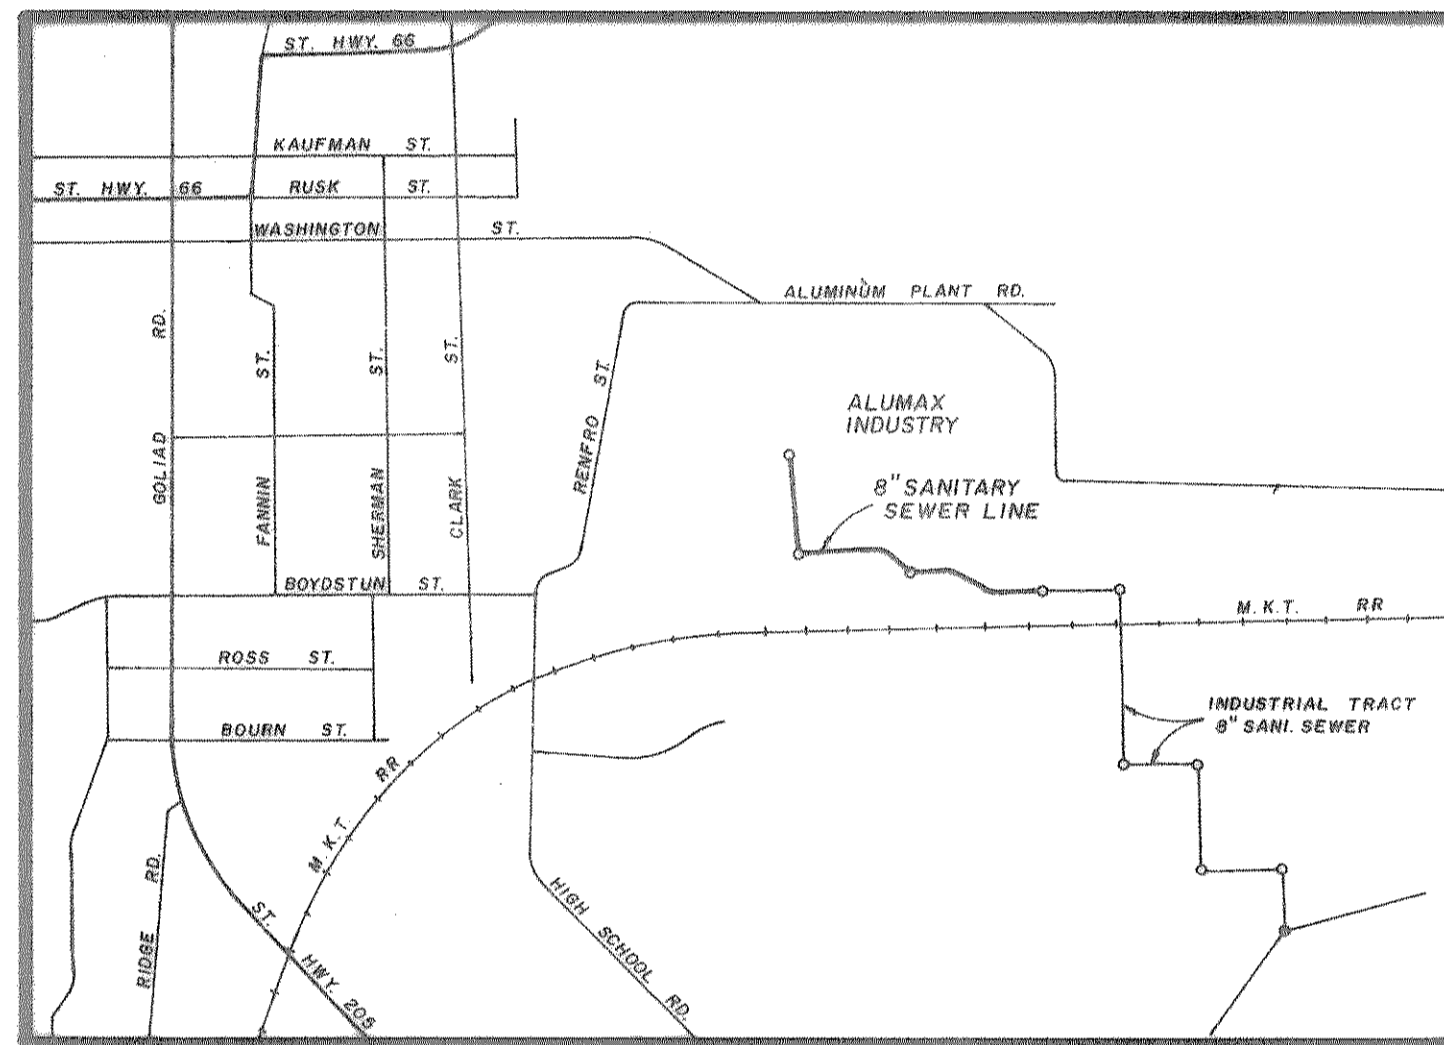 ST. HWY. 66
KAUFMAN ST.
ST. HWY. 66 RUSK ST.
WASHINGTON ST.
ALUMINUM PLANT RD.
GOLIAD RD.
FANNIN ST.
SHERMAN ST.
CLARK ST.
RENFRO ST.
ALUMAX
INDUSTRY
8" SANITARY
SEWER LINE
BOYDSTUN ST.
M.K.T. RR
ROSS ST.
BOURN ST.
INDUSTRIAL TRACT
8" SANI. SEWER
M.K.T. RR
RIDGE RD.
ST. HWY. 205
HIGH SCHOOL RD.